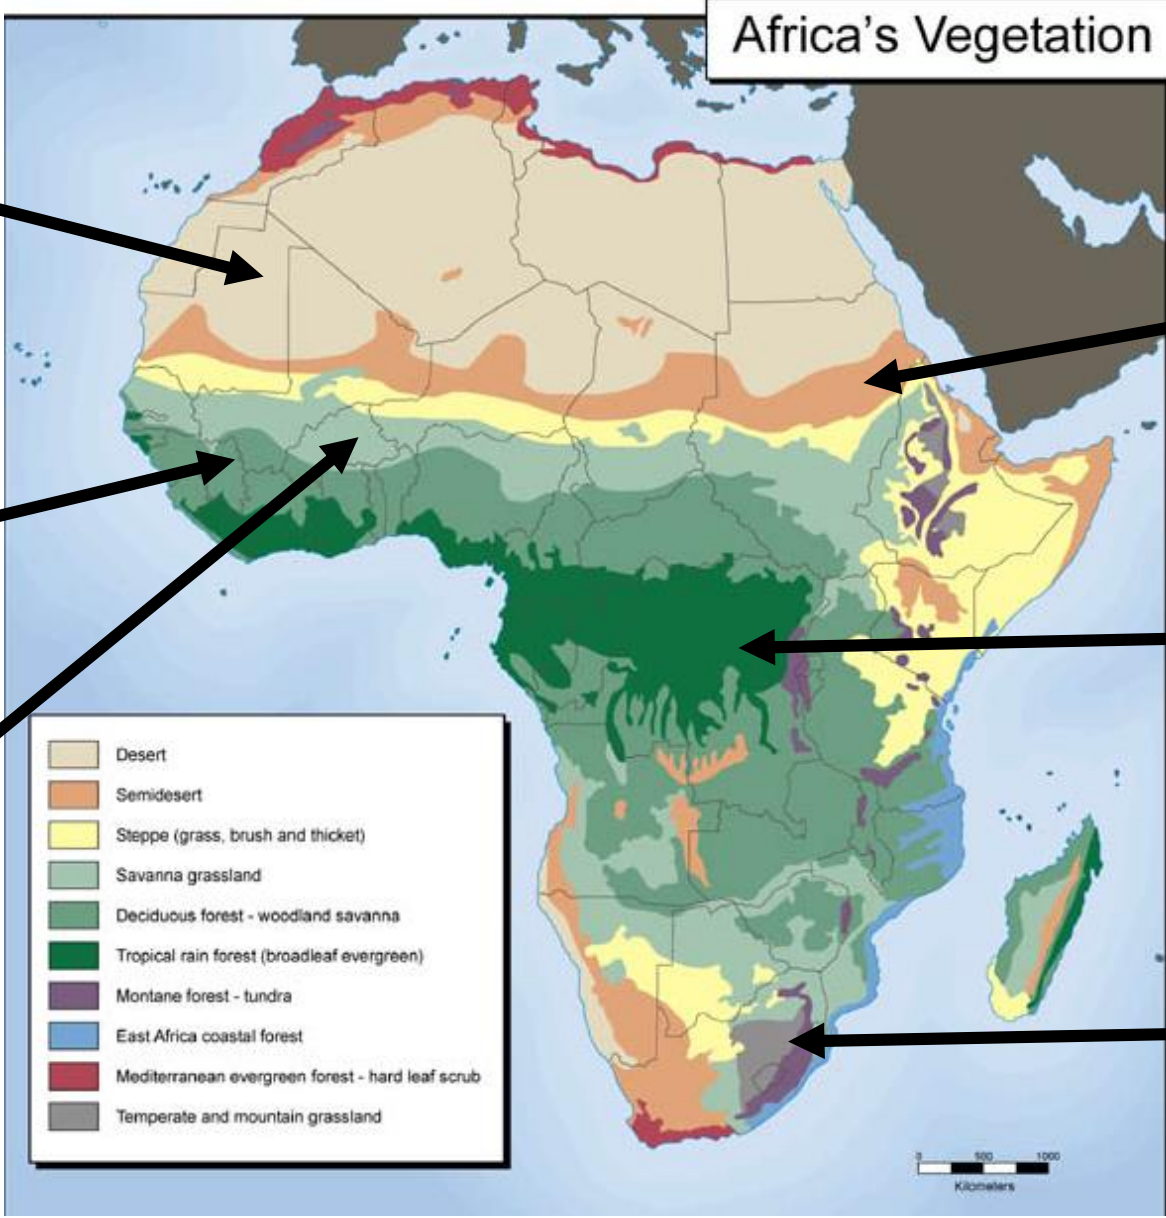 Africa's Vegetation
Desert
Semidesert
Steppe (grass, brush and thicket)
Savanna grassland
Deciduous forest - woodland savanna
Tropical rain forest (broadleaf evergreen)
Montane forest - tundra
East Africa coastal forest
Mediterranean evergreen forest - hard leaf scrub
Temperate and mountain grassland
0 500 1000
Kilometers